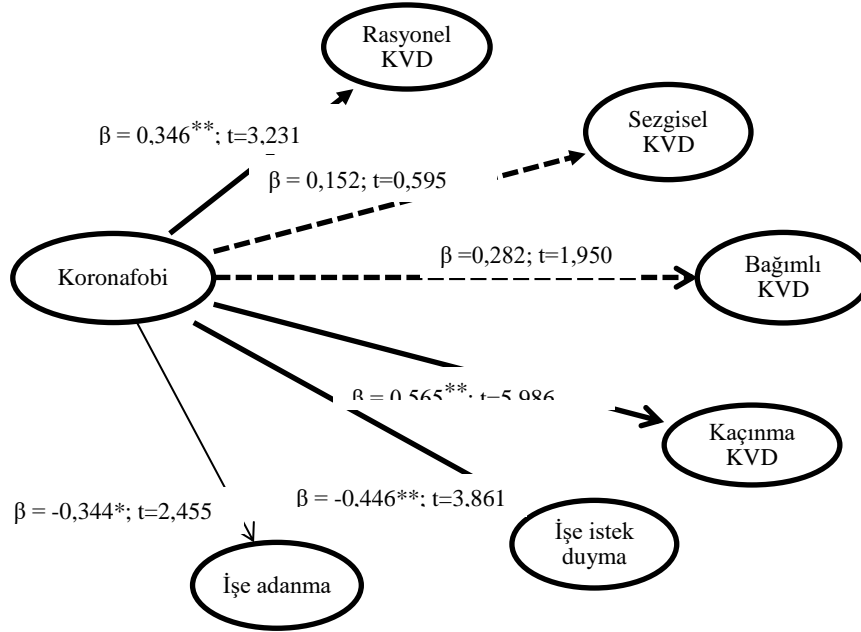 Rasyonel
KVD
β = 0,346**; t=3,231
Sezgisel
KVD
β = 0,152; t=0,595
β =0,282; t=1,950
Koronafobi
Bağımlı
KVD
β = 0,565**; t=5,986
Kaçınma
KVD
β = -0,344*; t=2,455
β = -0,446**; t=3,861
İşe istek
duyma
İşe adanma